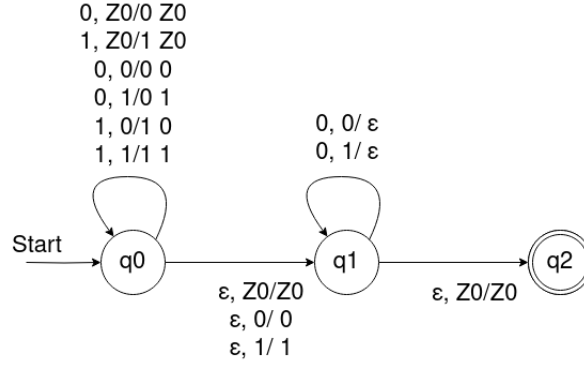 0, Z0/0 Z0
1, Z0/1 Z0
0, 0/0 0
0, 1/0 1
1, 0/1 0
1, 1/1 1
0, 0/ ε
0, 1/ ε
Start
q0
q1
q2
ε, Z0/Z0
ε, 0/ 0
ε, 1/ 1
ε, Z0/Z0